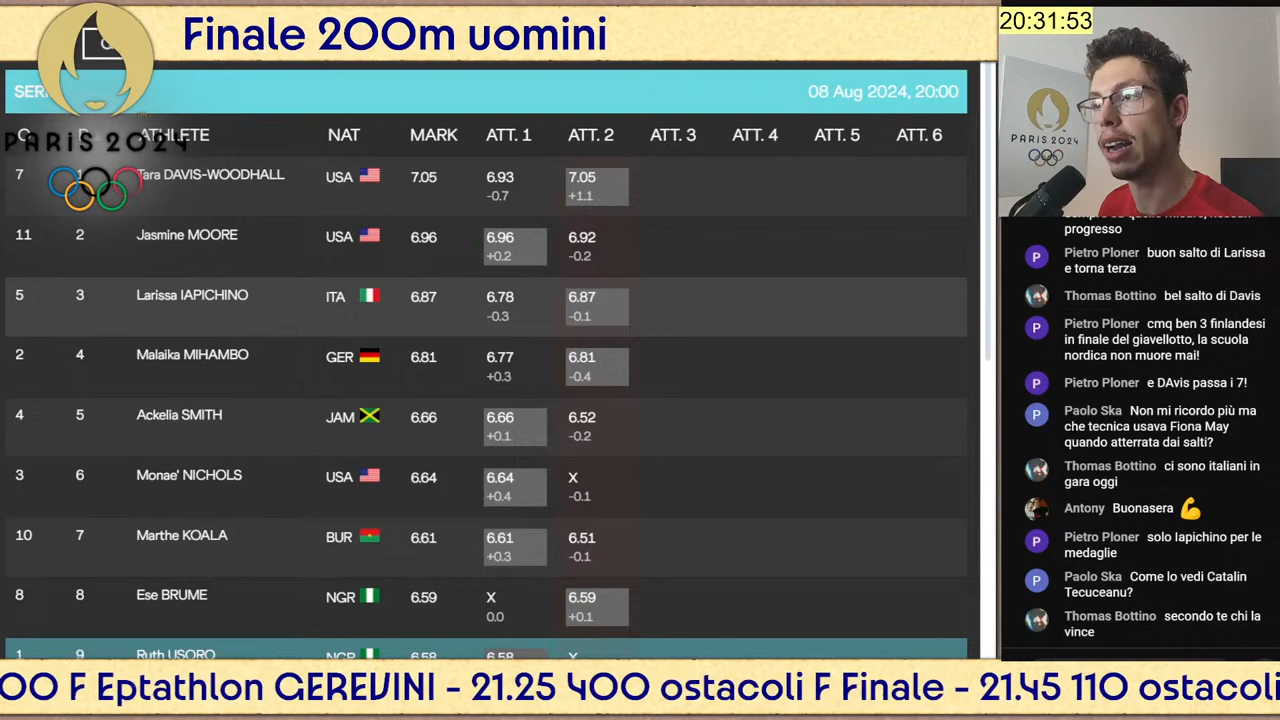 Finale 200m uomini
20:31:53
08 Aug 2024, 20:00
ATHLETE NAT MARK ATT. 1 ATT. 2 ATT. 3 ATT. 4 ATT. 5 ATT. 6
PARIS 2024
PARIS 2024
7 1 Tara DAVIS-WOODHALL USA 7.05 6.93 7.05
-0.7 +1.1
11 2 Jasmine MOORE USA 6.96 6.96 6.92
+0.2 -0.2
5 3 Larissa IAPICHINO ITA 6.87 6.78 6.87
-0.3 -0.1
2 4 Malaika MIHAMBO GER 6.81 6.77 6.81
+0.3 -0.4
4 5 Ackelia SMITH JAM 6.66 6.66 6.52
+0.1 -0.2
3 6 Monae' NICHOLS USA 6.64 6.64 X
+0.4 -0.1
10 7 Marthe KOALA BUR 6.61 6.61 6.51
+0.3 -0.1
8 8 Ese BRUME NGR 6.59 X 6.59
0.0 +0.1
1 9 Ruth USORO NGR 6.58 6.58 X
progresso
Pietro Ploner buon salto di Larissa
e torna terza
Thomas Bottino bel salto di Davis
Pietro Ploner cmq ben 3 finlandesi
in finale del giavellotto, la scuola
nordica non muore mai!
Pietro Ploner e DAvis passa i 7!
Paolo Ska Non mi ricordo più ma
che tecnica usava Fiona May
quando atterrata dai salti?
Thomas Bottino ci sono italiani in
gara oggi
Antony Buonasera 💪
Pietro Ploner solo Iapichino per le
medaglie
Paolo Ska Come lo vedi Catalin
Tecuceanu?
Thomas Bottino secondo te chi la
vince
00 F Eptathlon GEREVINI - 21.25 400 ostacoli F Finale - 21.45 110 ostacoli